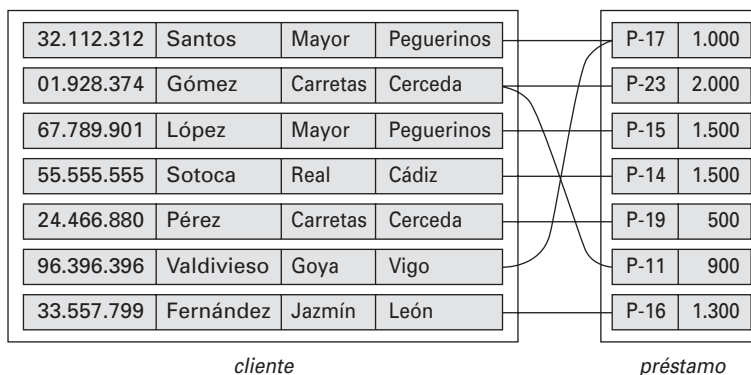 32.112.312 Santos Mayor Peguerinos P-17 1.000
01.928.374 Gómez Carretas Cerceda P-23 2.000
67.789.901 López Mayor Peguerinos P-15 1.500
55.555.555 Sotoca Real Cádiz P-14 1.500
24.466.880 Pérez Carretas Cerceda P-19 500
96.396.396 Valdivieso Goya Vigo P-11 900
33.557.799 Fernández Jazmín León P-16 1.300
cliente préstamo